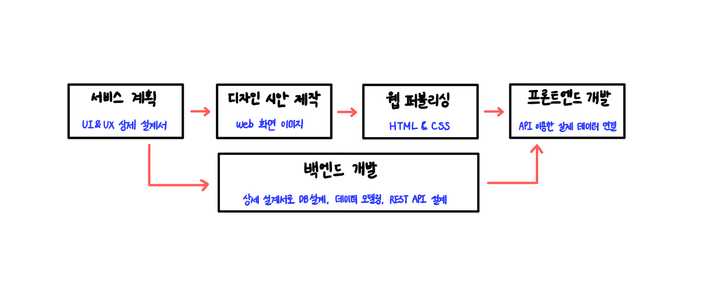 서비스 계획
UI&UX 상세 설계서
디자인 시안 제작
Web 화면 이미지
웹 퍼블리싱
HTML & CSS
프론트엔드 개발
API 이용한 실제 데이터 연결
백엔드 개발
상세 설계서로 DB설계, 데이터 모델링, REST API 설계